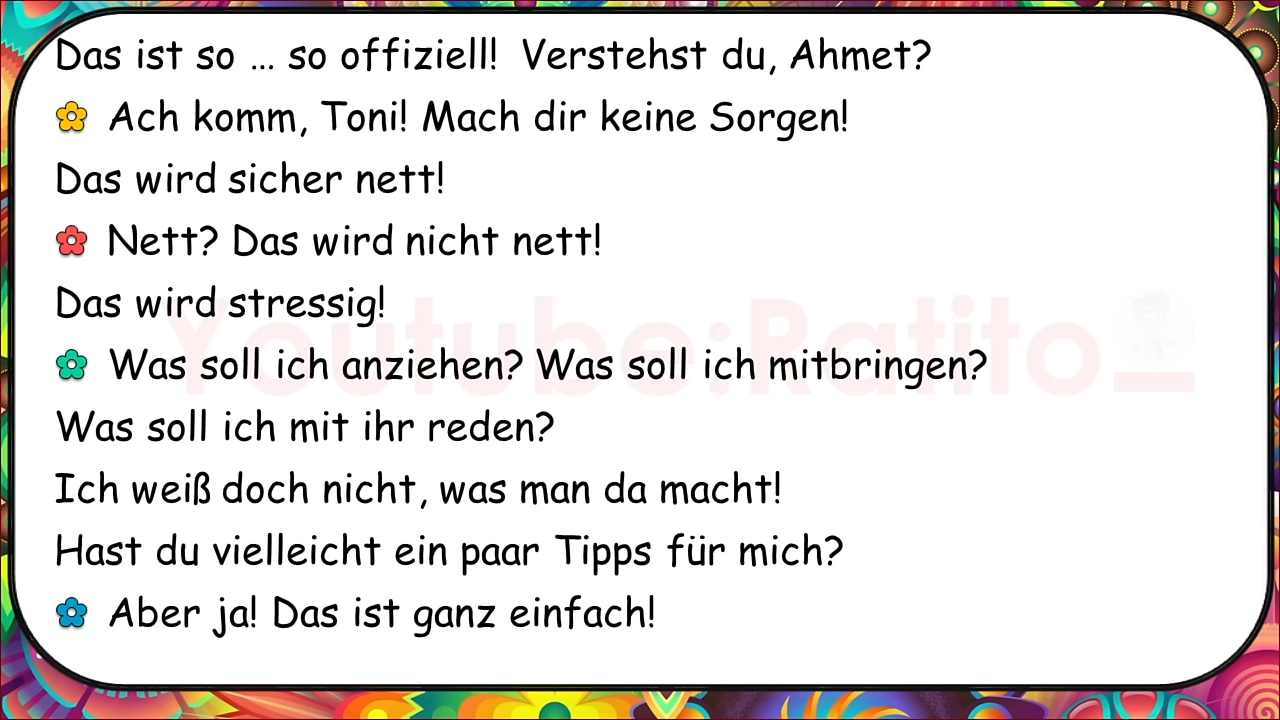 Das ist so … so offiziell! Verstehst du, Ahmet?
Ach komm, Toni! Mach dir keine Sorgen!
Das wird sicher nett!
Nett? Das wird nicht nett!
Das wird stressig!
Was soll ich anziehen? Was soll ich mitbringen?
Was soll ich mit ihr reden?
Ich weiß doch nicht, was man da macht!
Hast du vielleicht ein paar Tipps für mich?
Aber ja! Das ist ganz einfach!
Youtube:Ratito_